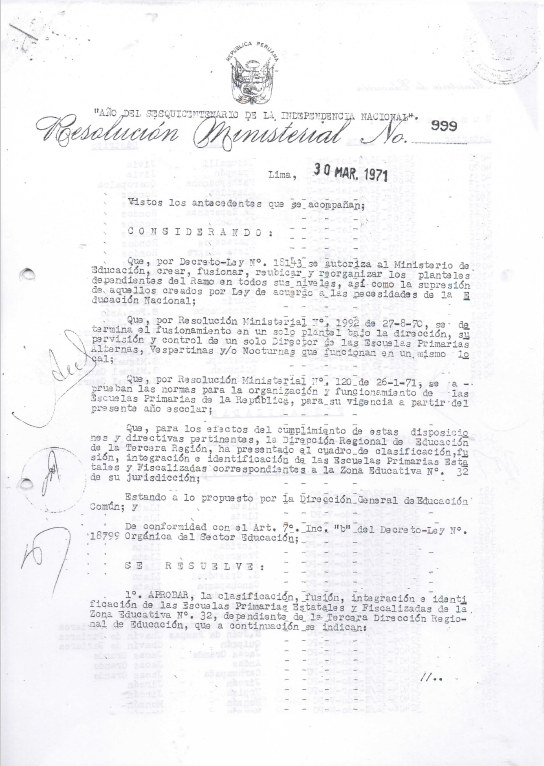 REPUBLICA PERUANA
"AÑO DEL SESQUICENTENARIO DE LA INDEPENDENCIA NACIONAL".
Resolución Ministerial No. 999
Lima, 30 MAR. 1971
Vistos los antecedentes que se acompañan;
C O N S I D E R A N D O :
Que, por Decreto-Ley Nº. 18143 se autoriza al Ministerio de
Educación, crear, fusionar, reubicar y reorganizar los planteles
dependientes del Ramo en todos sus niveles, así como la supresión
de aquellos creados por Ley de acuerdo a las necesidades de la E
ducación Nacional;
Que, por Resolución Ministerial Nº. 1992 de 27-8-70, se de
termina el fusionamiento en un solo plantel bajo la dirección, su
pervisión y control de un solo Director de las Escuelas Primarias
Alternas, Vespertinas y/o Nocturnas que funcionan en un mismo lo
cal;
Que, por Resolución Ministerial Nº. 120 de 26-1-71, se a -
prueban las normas para la organización y funcionamiento de las
Escuelas Primarias de la República, para su vigencia a partir del
presente año escolar;
Que, para los efectos del cumplimiento de estas disposicio
nes y directivas pertinentes, la Dirección Regional de Educación
de la Tercera Región, ha presentado el cuadro de clasificación,fu
sión, integración e identificación de las Escuelas Primarias Esta
tales y Fiscalizadas correspondientes a la Zona Educativa Nº. 32
de su jurisdicción;
Estando a lo propuesto por la Dirección General de Educación
Común; y
De conformidad con el Art. 7º. Inc. "b" del Decreto-Ley Nº.
18799 Orgánica del Sector Educación;
S E R E S U E L V E :
1º. APROBAR, la clasificación, fusión, integración e identi
ficación de las Escuelas Primarias Estatales y Fiscalizadas de la
Zona Educativa Nº. 32, dependiente de la Tercera Dirección Regio-
nal de Educación, que a continuación se indican:
//..